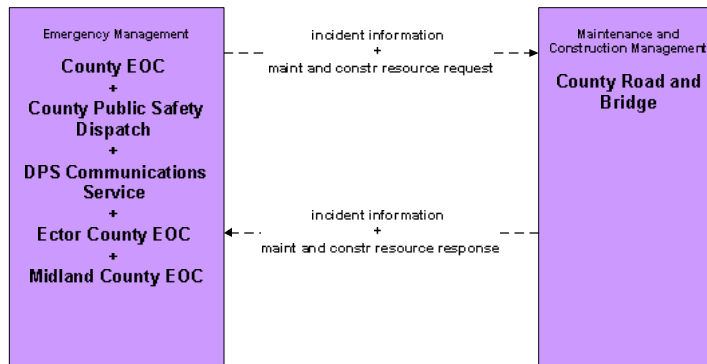 Emergency Management
County EOC
+
County Public Safety
Dispatch
+
DPS Communications
Service
+
Ector County EOC
+
Midland County EOC
incident information
+
maint and constr resource request
incident information
+
maint and constr resource response
Maintenance and
Construction Management
County Road and
Bridge